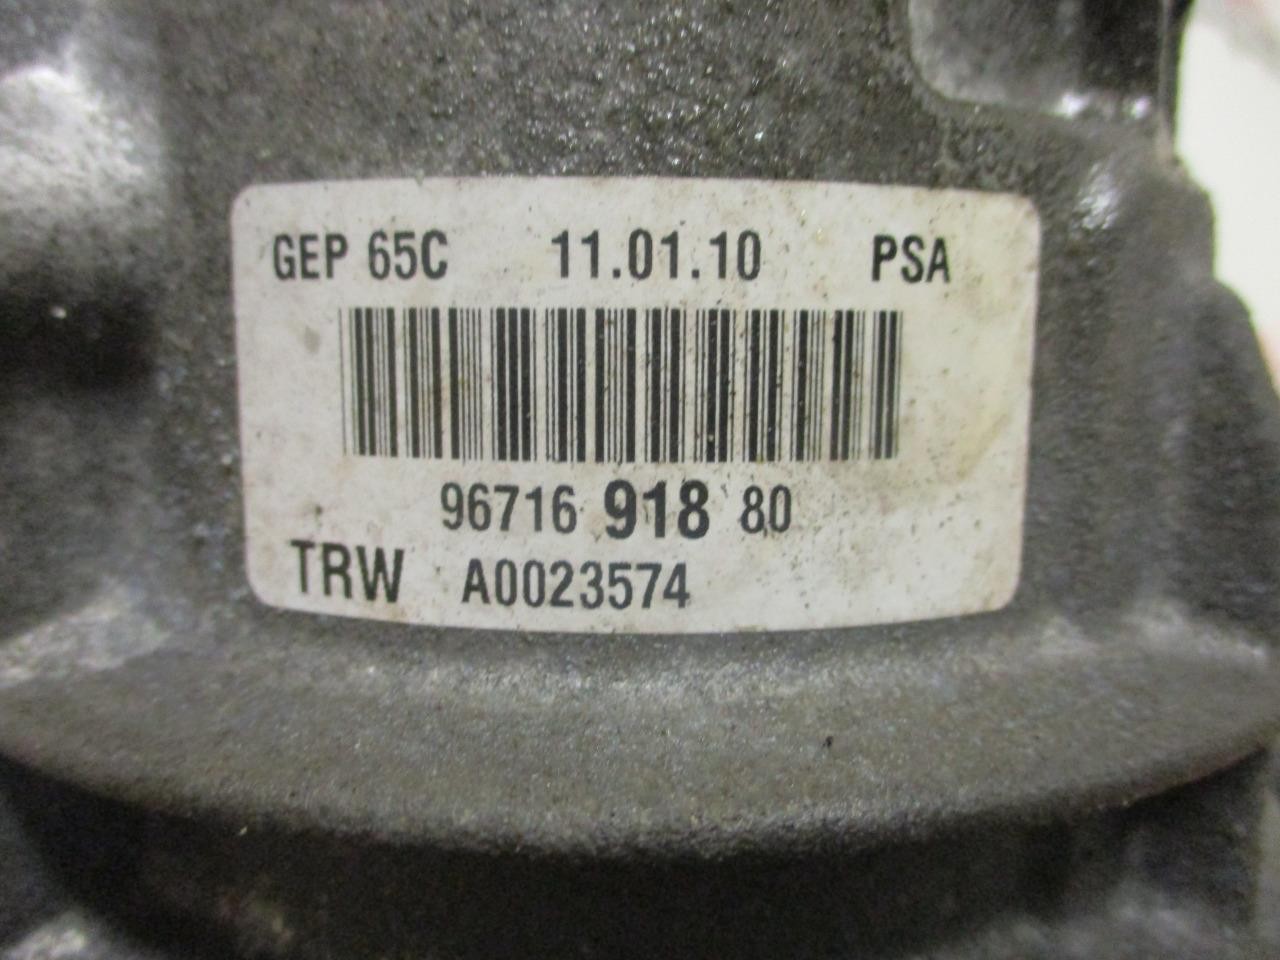 GEP 65C 11.01.10 PSA
96716 918 80
TRW A0023574